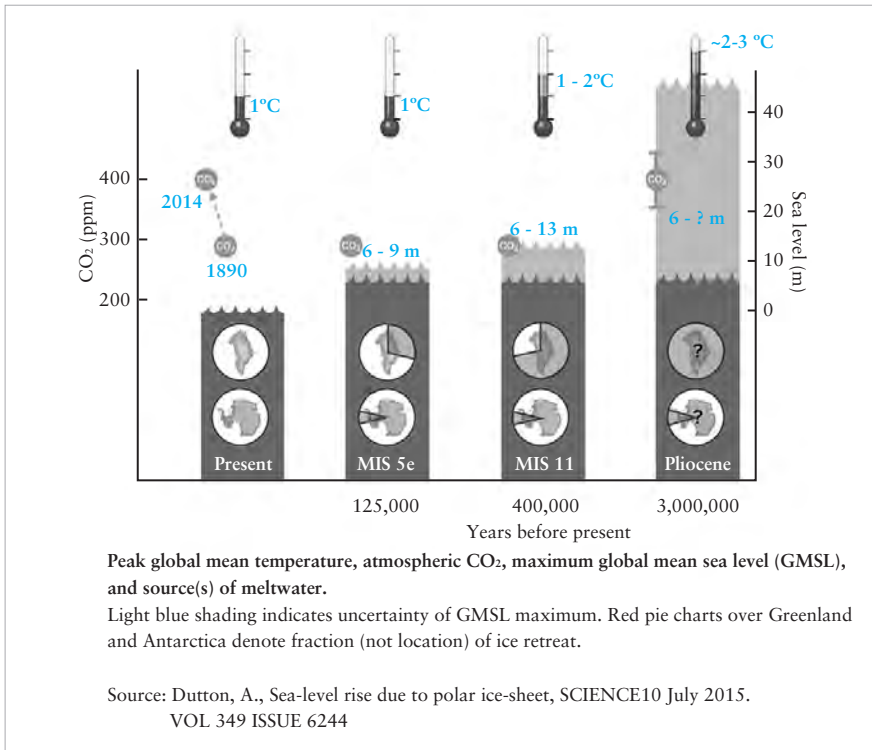 ~2-3 ºC
1ºC
1ºC
1 - 2ºC
CO2 (ppm)
400
300
200
CO2
2014
CO2
1890
CO2
6 - 9 m
CO2
6 - 13 m
CO2
6 - ? m
40
30
20
10
0
Sea level (m)
?
?
Present
MIS 5e
MIS 11
Pliocene
125,000
400,000
3,000,000
Years before present
Peak global mean temperature, atmospheric CO2, maximum global mean sea level (GMSL),
and source(s) of meltwater.
Light blue shading indicates uncertainty of GMSL maximum. Red pie charts over Greenland
and Antarctica denote fraction (not location) of ice retreat.
Source: Dutton, A., Sea-level rise due to polar ice-sheet, SCIENCE10 July 2015.
VOL 349 ISSUE 6244